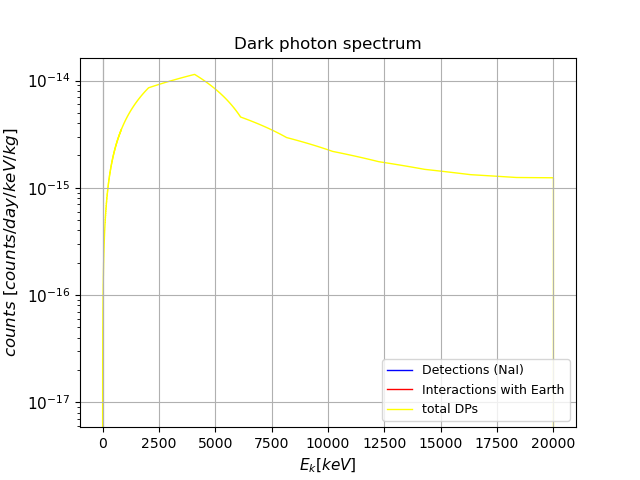 Dark photon spectrum
counts [counts/day/keV/kg]
10⁻¹⁴
10⁻¹⁵
10⁻¹⁶
10⁻¹⁷
Detections (NaI)
Interactions with Earth
total DPs
0 2500 5000 7500 10000 12500 15000 17500 20000
Eₖ[keV]